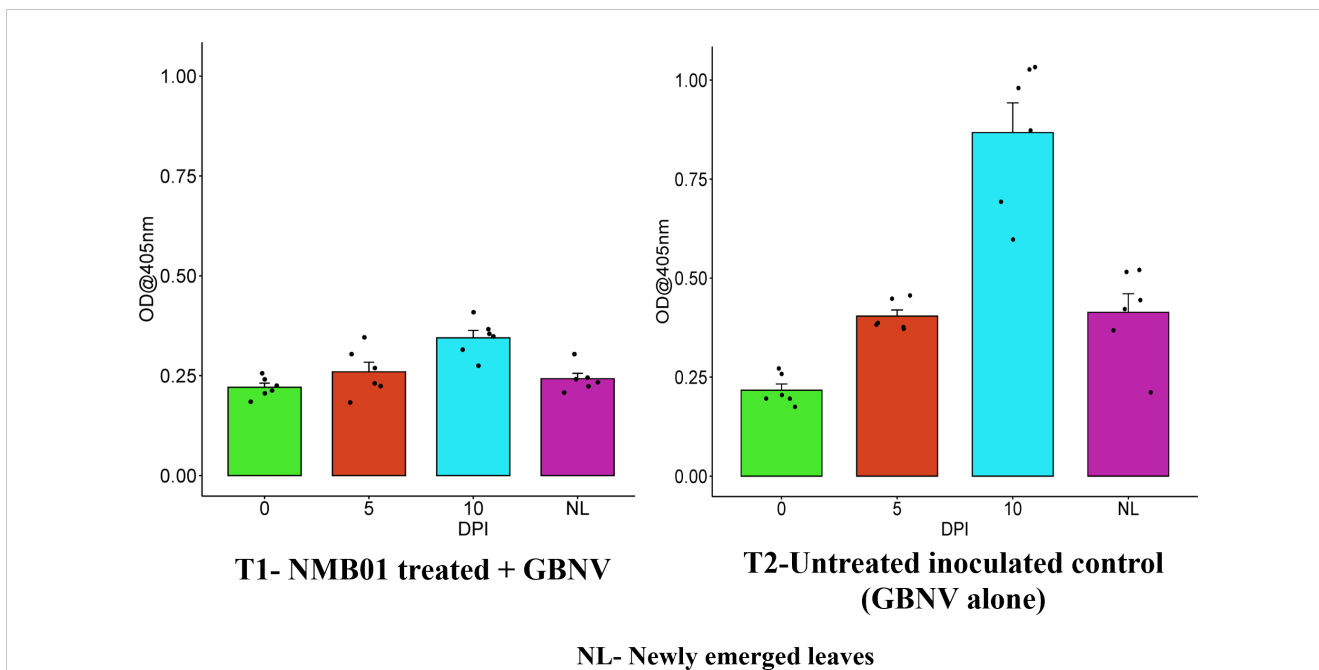 1.00
0.75
0.50
0.25
0.00
OD@405nm
0 5 10 NL
DPI
T1- NMB01 treated + GBNV
1.00
0.75
0.50
0.25
0.00
OD@405nm
0 5 10 NL
DPI
T2-Untreated inoculated control
(GBNV alone)
NL- Newly emerged leaves